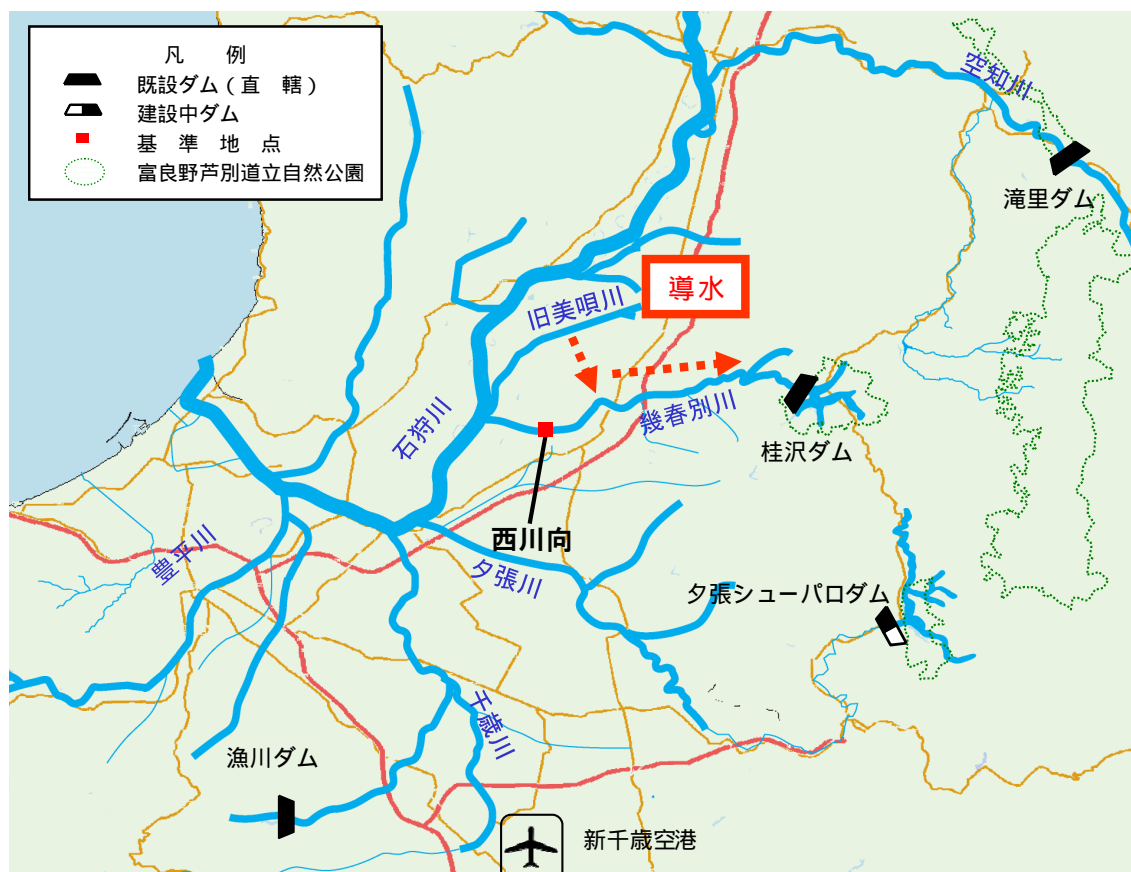 凡 例
既設ダム(直 轄)
建設中ダム
基 準 地 点
富良野芦別道立自然公園
空知川
滝里ダム
導水
旧美唄川
幾春別川
石狩川
桂沢ダム
西川向
豊平川
夕張川
夕張シューパロダム
千歳川
漁川ダム
新千歳空港